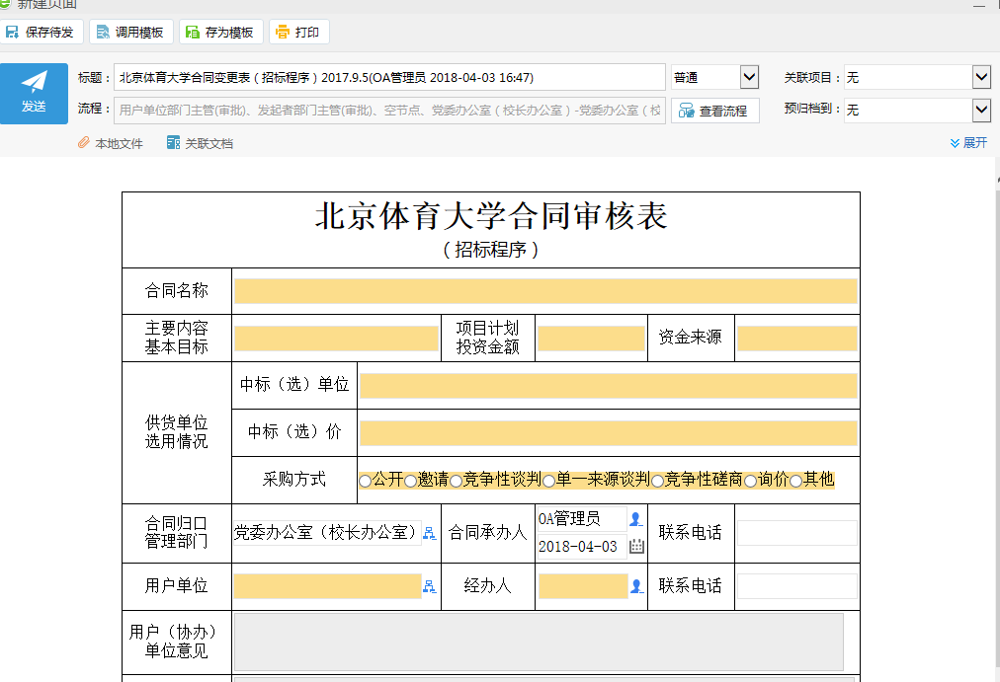 新建页面
保存待发 调用模板 存为模板 打印
发送
标题： 北京体育大学合同变更表（招标程序）2017.9.5(OA管理员 2018-04-03 16:47) 普通 关联项目： 无
流程： 用户单位部门主管(审批)、发起者部门主管(审批)、空节点、党委办公室（校长办公室）-党委办公室（校 查看流程 预归档到： 无
本地文件 关联文档 展开
北京体育大学合同审核表
（招标程序）
合同名称
主要内容
基本目标
项目计划
投资金额
资金来源
供货单位
选用情况
中标（选）单位
中标（选）价
采购方式 公开 邀请 竞争性谈判 单一来源谈判 竞争性磋商 询价 其他
合同归口
管理部门
党委办公室（校长办公室）
合同承办人
OA管理员
2018-04-03
联系电话
用户单位 经办人 联系电话
用户（协办）
单位意见